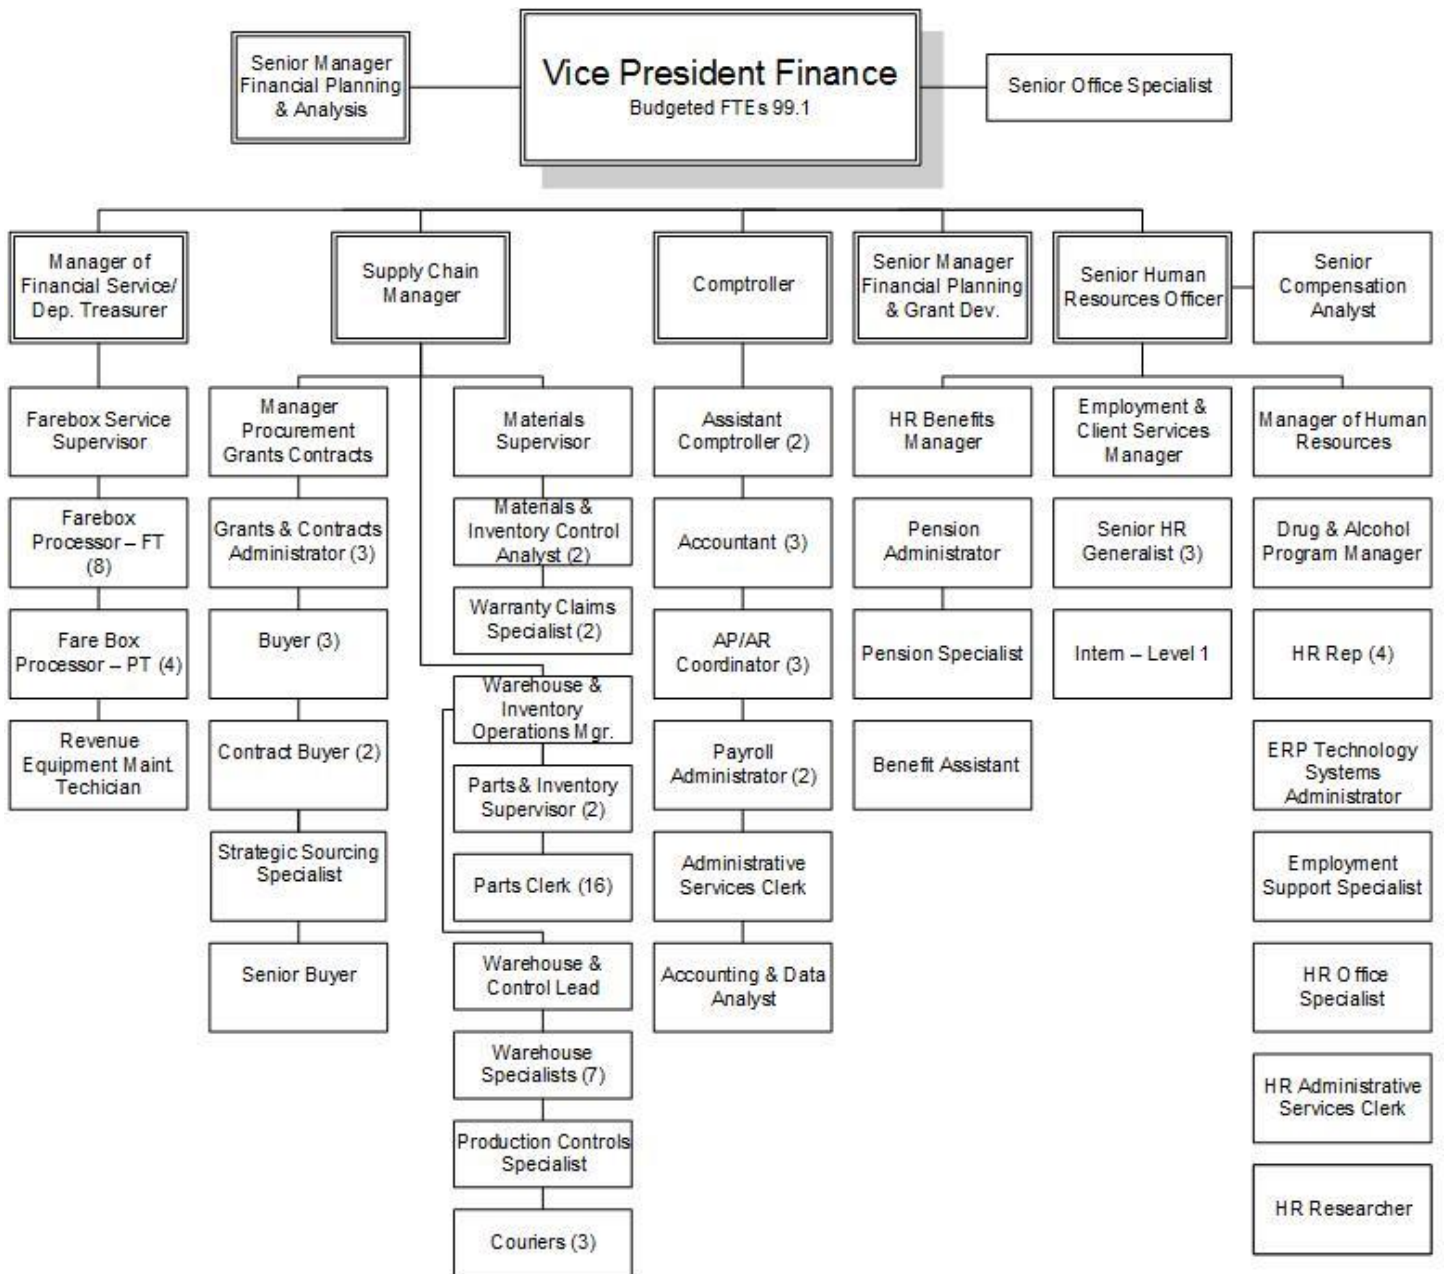 Senior Manager
Financial Planning
& Analysis
Vice President Finance
Budgeted FTEs 99.1
Senior Office Specialist
Manager of
Financial Service/
Dep. Treasurer
Supply Chain
Manager
Comptroller
Senior Manager
Financial Planning
& Grant Dev.
Senior Human
Resources Officer
Senior
Compensation
Analyst
Farebox Service
Supervisor
Farebox
Processor – FT
(8)
Fare Box
Processor – PT (4)
Revenue
Equipment Maint.
Techician
Manager
Procurement
Grants Contracts
Grants & Contracts
Administrator (3)
Buyer (3)
Contract Buyer (2)
Strategic Sourcing
Specialist
Senior Buyer
Materials
Supervisor
Materials &
Inventory Control
Analyst (2)
Warranty Claims
Specialist (2)
Warehouse &
Inventory
Operations Mgr.
Parts & Inventory
Supervisor (2)
Parts Clerk (16)
Warehouse &
Control Lead
Warehouse
Specialists (7)
Production Controls
Specialist
Couriers (3)
Assistant
Comptroller (2)
Accountant (3)
AP/AR
Coordinator (3)
Payroll
Administrator (2)
Administrative
Services Clerk
Accounting & Data
Analyst
HR Benefits
Manager
Pension
Administrator
Pension Specialist
Benefit Assistant
Employment &
Client Services
Manager
Senior HR
Generalist (3)
Intern – Level 1
Manager of Human
Resources
Drug & Alcohol
Program Manager
HR Rep (4)
ERP Technology
Systems
Administrator
Employment
Support Specialist
HR Office
Specialist
HR Administrative
Services Clerk
HR Researcher